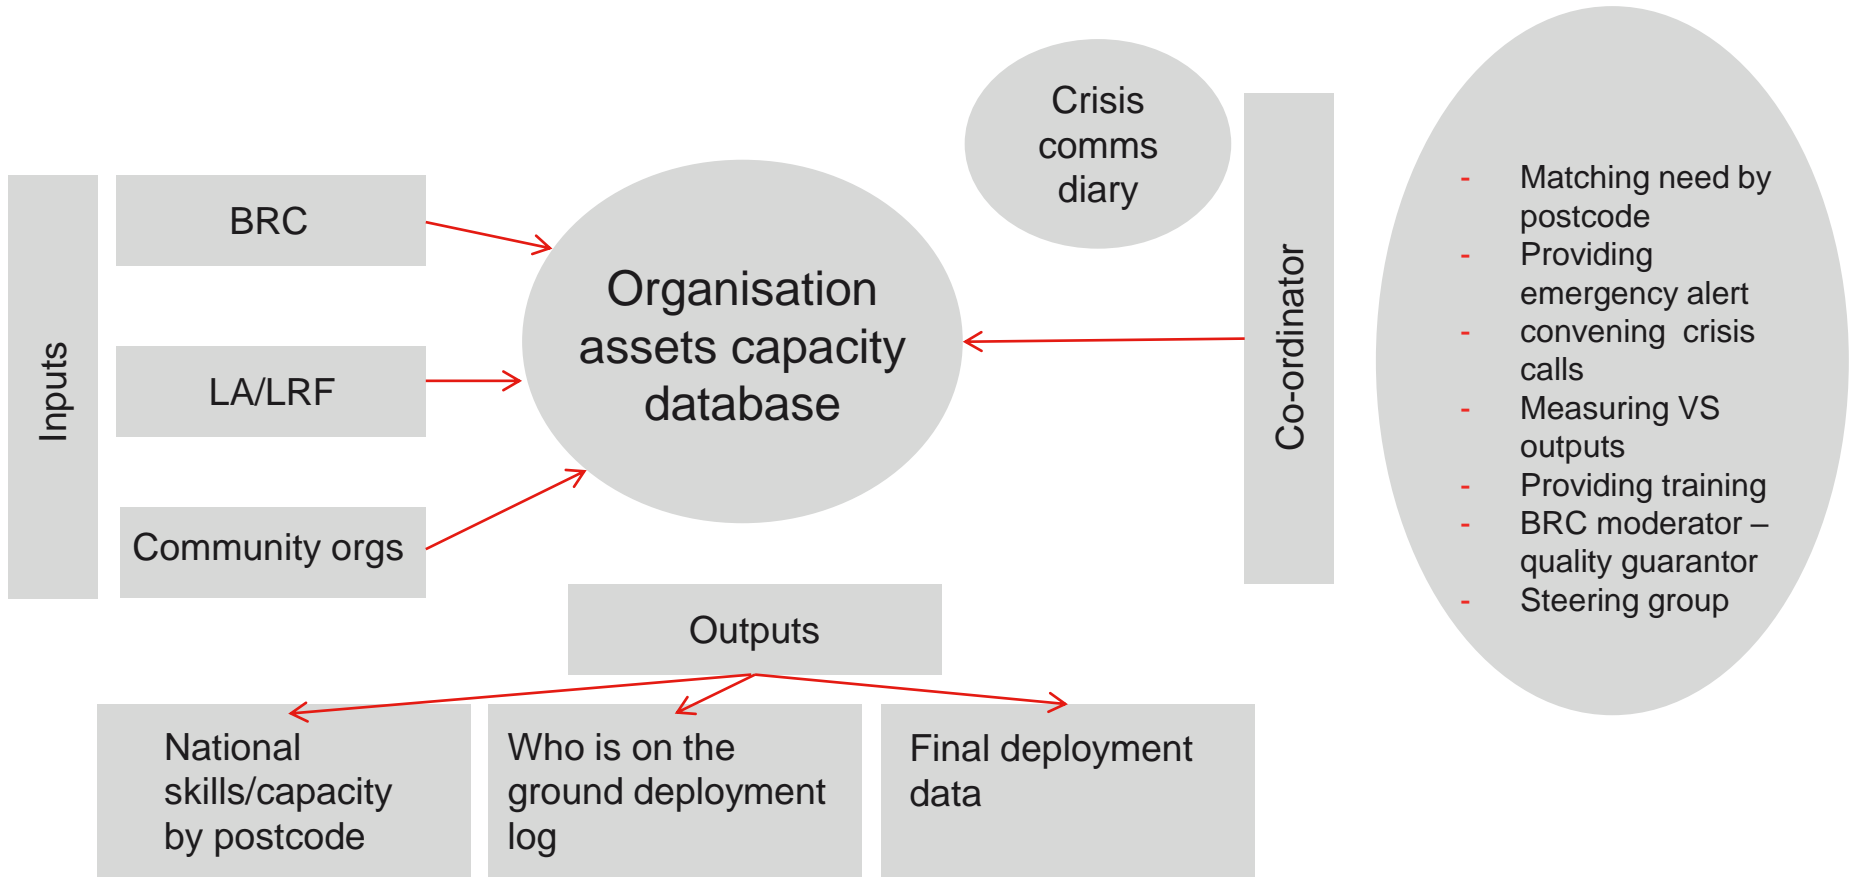 Inputs
BRC
LA/LRF
Community orgs
Organisation
assets capacity
database
Crisis
comms
diary
Co-ordinator
- Matching need by
postcode
- Providing
emergency alert
- convening  crisis
calls
- Measuring VS
outputs
- Providing training
- BRC moderator –
quality guarantor
- Steering group
Outputs
National
skills/capacity
by postcode
Who is on the
ground deployment
log
Final deployment
data